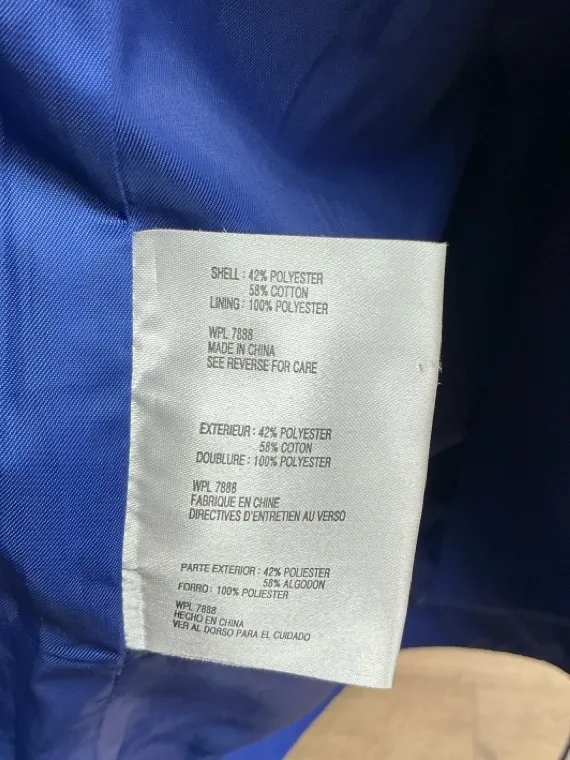 SHELL : 42% POLYESTER
58% COTTON
LINING : 100% POLYESTER
WPL 7888
MADE IN CHINA
SEE REVERSE FOR CARE
EXTERIEUR : 42% POLYESTER
58% COTON
DOUBLURE : 100% POLYESTER
WPL 7888
FABRIQUE EN CHINE
DIRECTIVES D'ENTRETIEN AU VERSO
PARTE EXTERIOR : 42% POLIESTER
58% ALGODON
FORRO : 100% POLIESTER
WPL 7888
HECHO EN CHINA
VER AL DORSO PARA EL CUIDADO